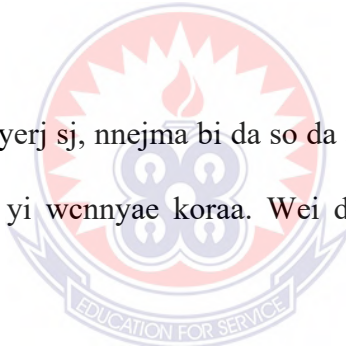 yerj sj, nnejma bi da so da
yi wcnnyae koraa. Wei d
EDUCATION FOR SERVICE